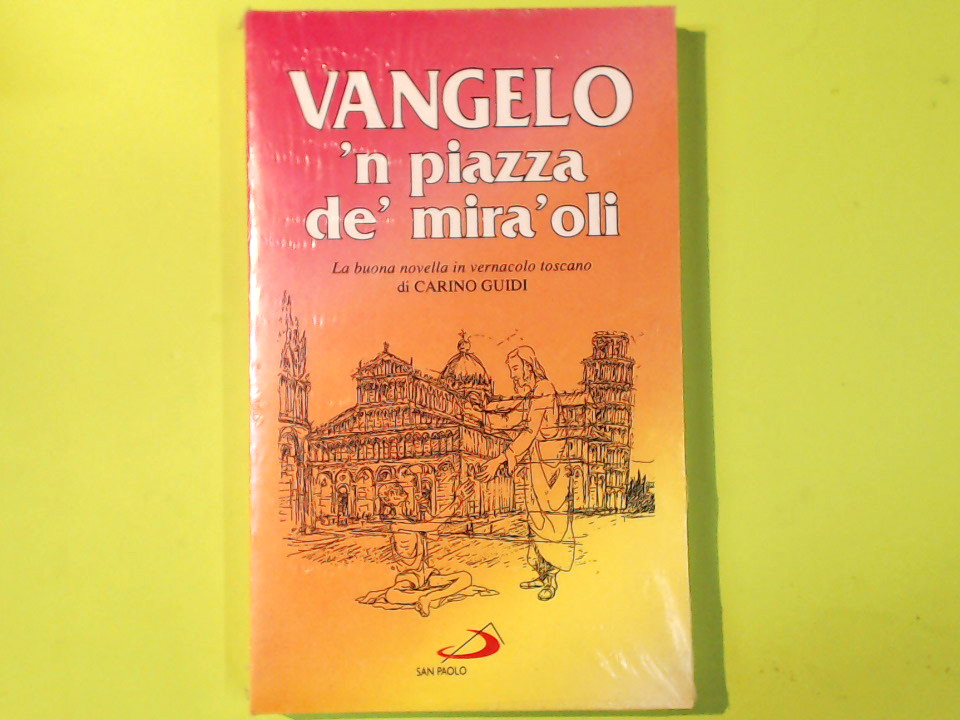 VANGELO
'n piazza
de' mira'oli
La buona novella in vernacolo toscano
di CARINO GUIDI
SAN PAOLO